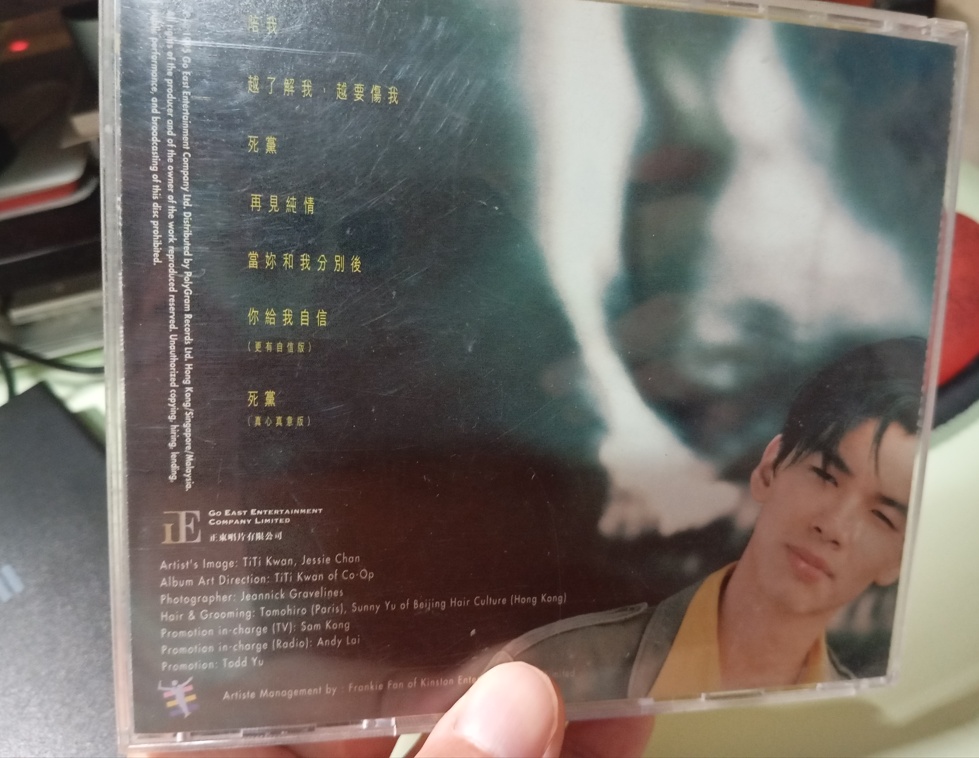 陪我
越了解我，越要傷我
死黨
再見純情
當妳和我分別後
你給我自信
(更有自信版)
死黨
(真心真意版)
1995 Go East Entertainment Company Ltd. Distributed by PolyGram Records Ltd. Hong Kong/Singapore/Malaysia.
rights of the producer and of the owner of the work reproduced reserved. Unauthorized copying, hiring, lending,
performance, and broadcasting of this disc prohibited.
GO EAST ENTERTAINMENT
COMPANY LIMITED
正東唱片有限公司
Artist's Image: TiTi Kwan, Jessie Chan
Album Art Direction: TiTi Kwan of Co-Op
Photographer: Jeannick Gravelines
Hair & Grooming: Tomohiro (Paris), Sunny Yu of Beijing Hair Culture (Hong Kong)
Promotion in-charge (TV): Sam Kong
Promotion in-charge (Radio): Andy Lai
Promotion: Todd Yu
Artiste Management by : Frankie Fan of Kinston